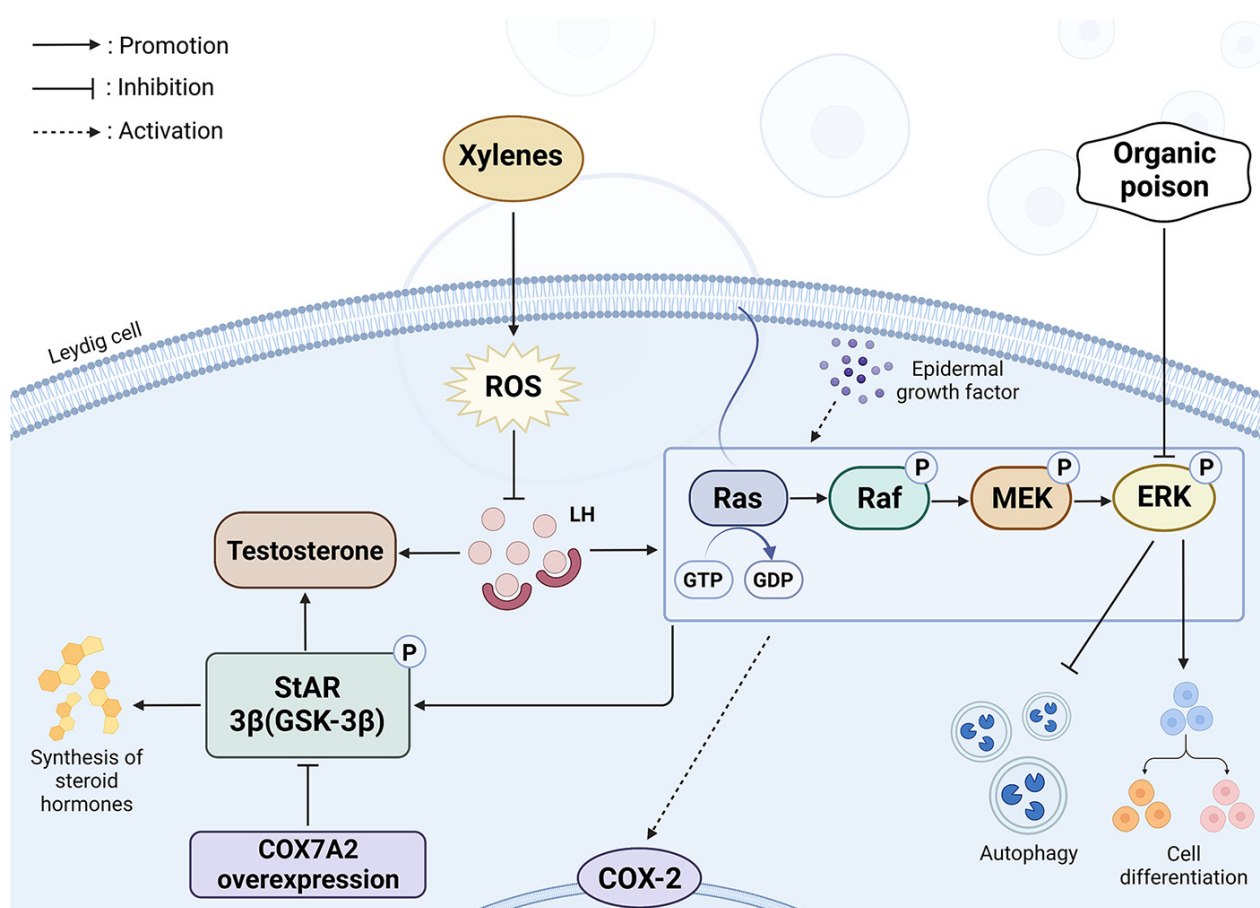 : Promotion
: Inhibition
: Activation
Xylenes
Organic
poison
Leydig cell
ROS
Epidermal
growth factor
LH
Testosterone
Ras
Raf
P
MEK
P
ERK
P
GTP
GDP
StAR
3β(GSK-3β)
P
Synthesis of
steroid
hormones
COX7A2
overexpression
COX-2
Autophagy
Cell
differentiation